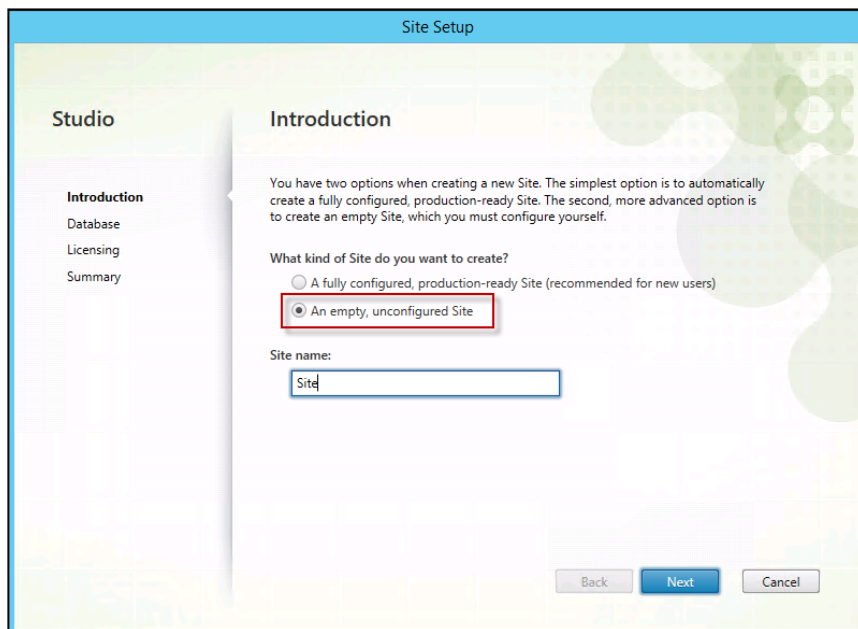 Site Setup
Studio
Introduction
Introduction
Database
Licensing
Summary
You have two options when creating a new Site. The simplest option is to automatically
create a fully configured, production-ready Site. The second, more advanced option is
to create an empty Site, which you must configure yourself.
What kind of Site do you want to create?
A fully configured, production-ready Site (recommended for new users)
An empty, unconfigured Site
Site name:
Site
Back
Next
Cancel